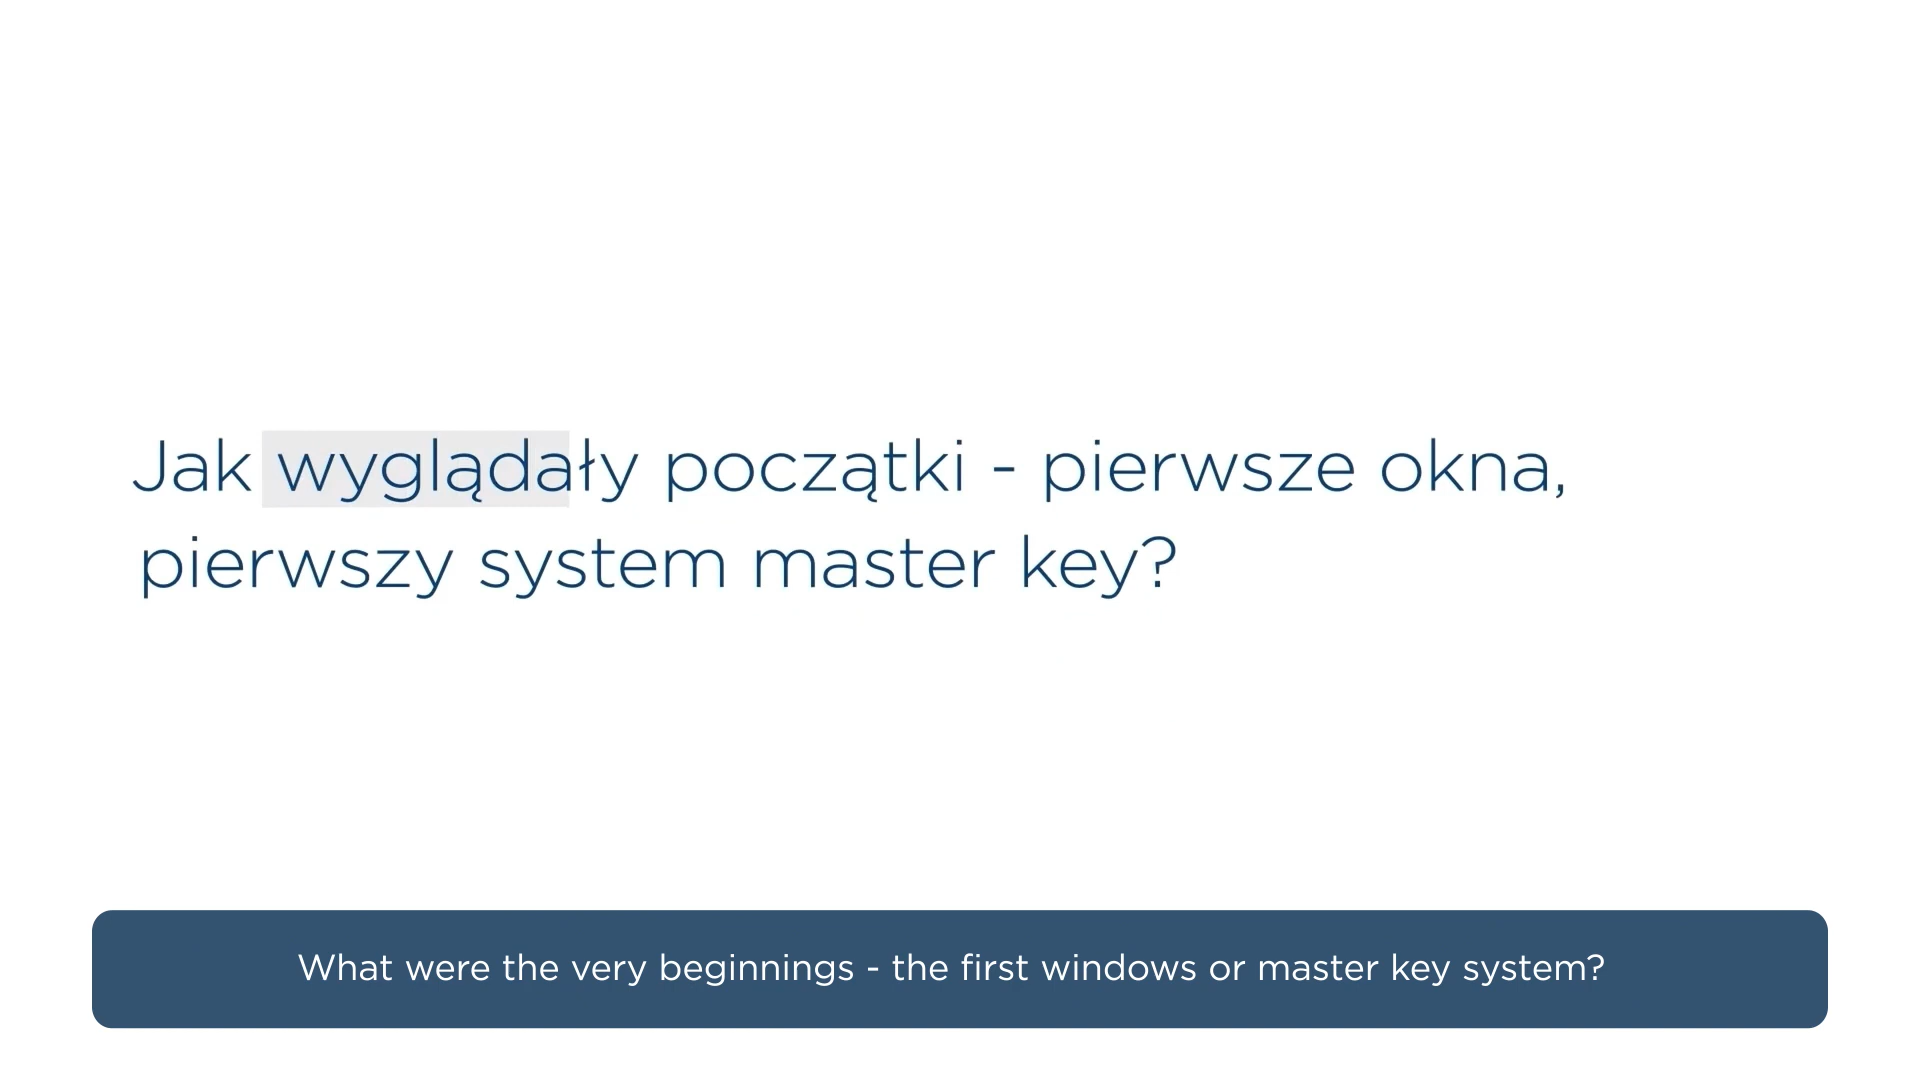 Jak wyglądały początki - pierwsze okna,
pierwszy system master key?
What were the very beginnings - the first windows or master key system?